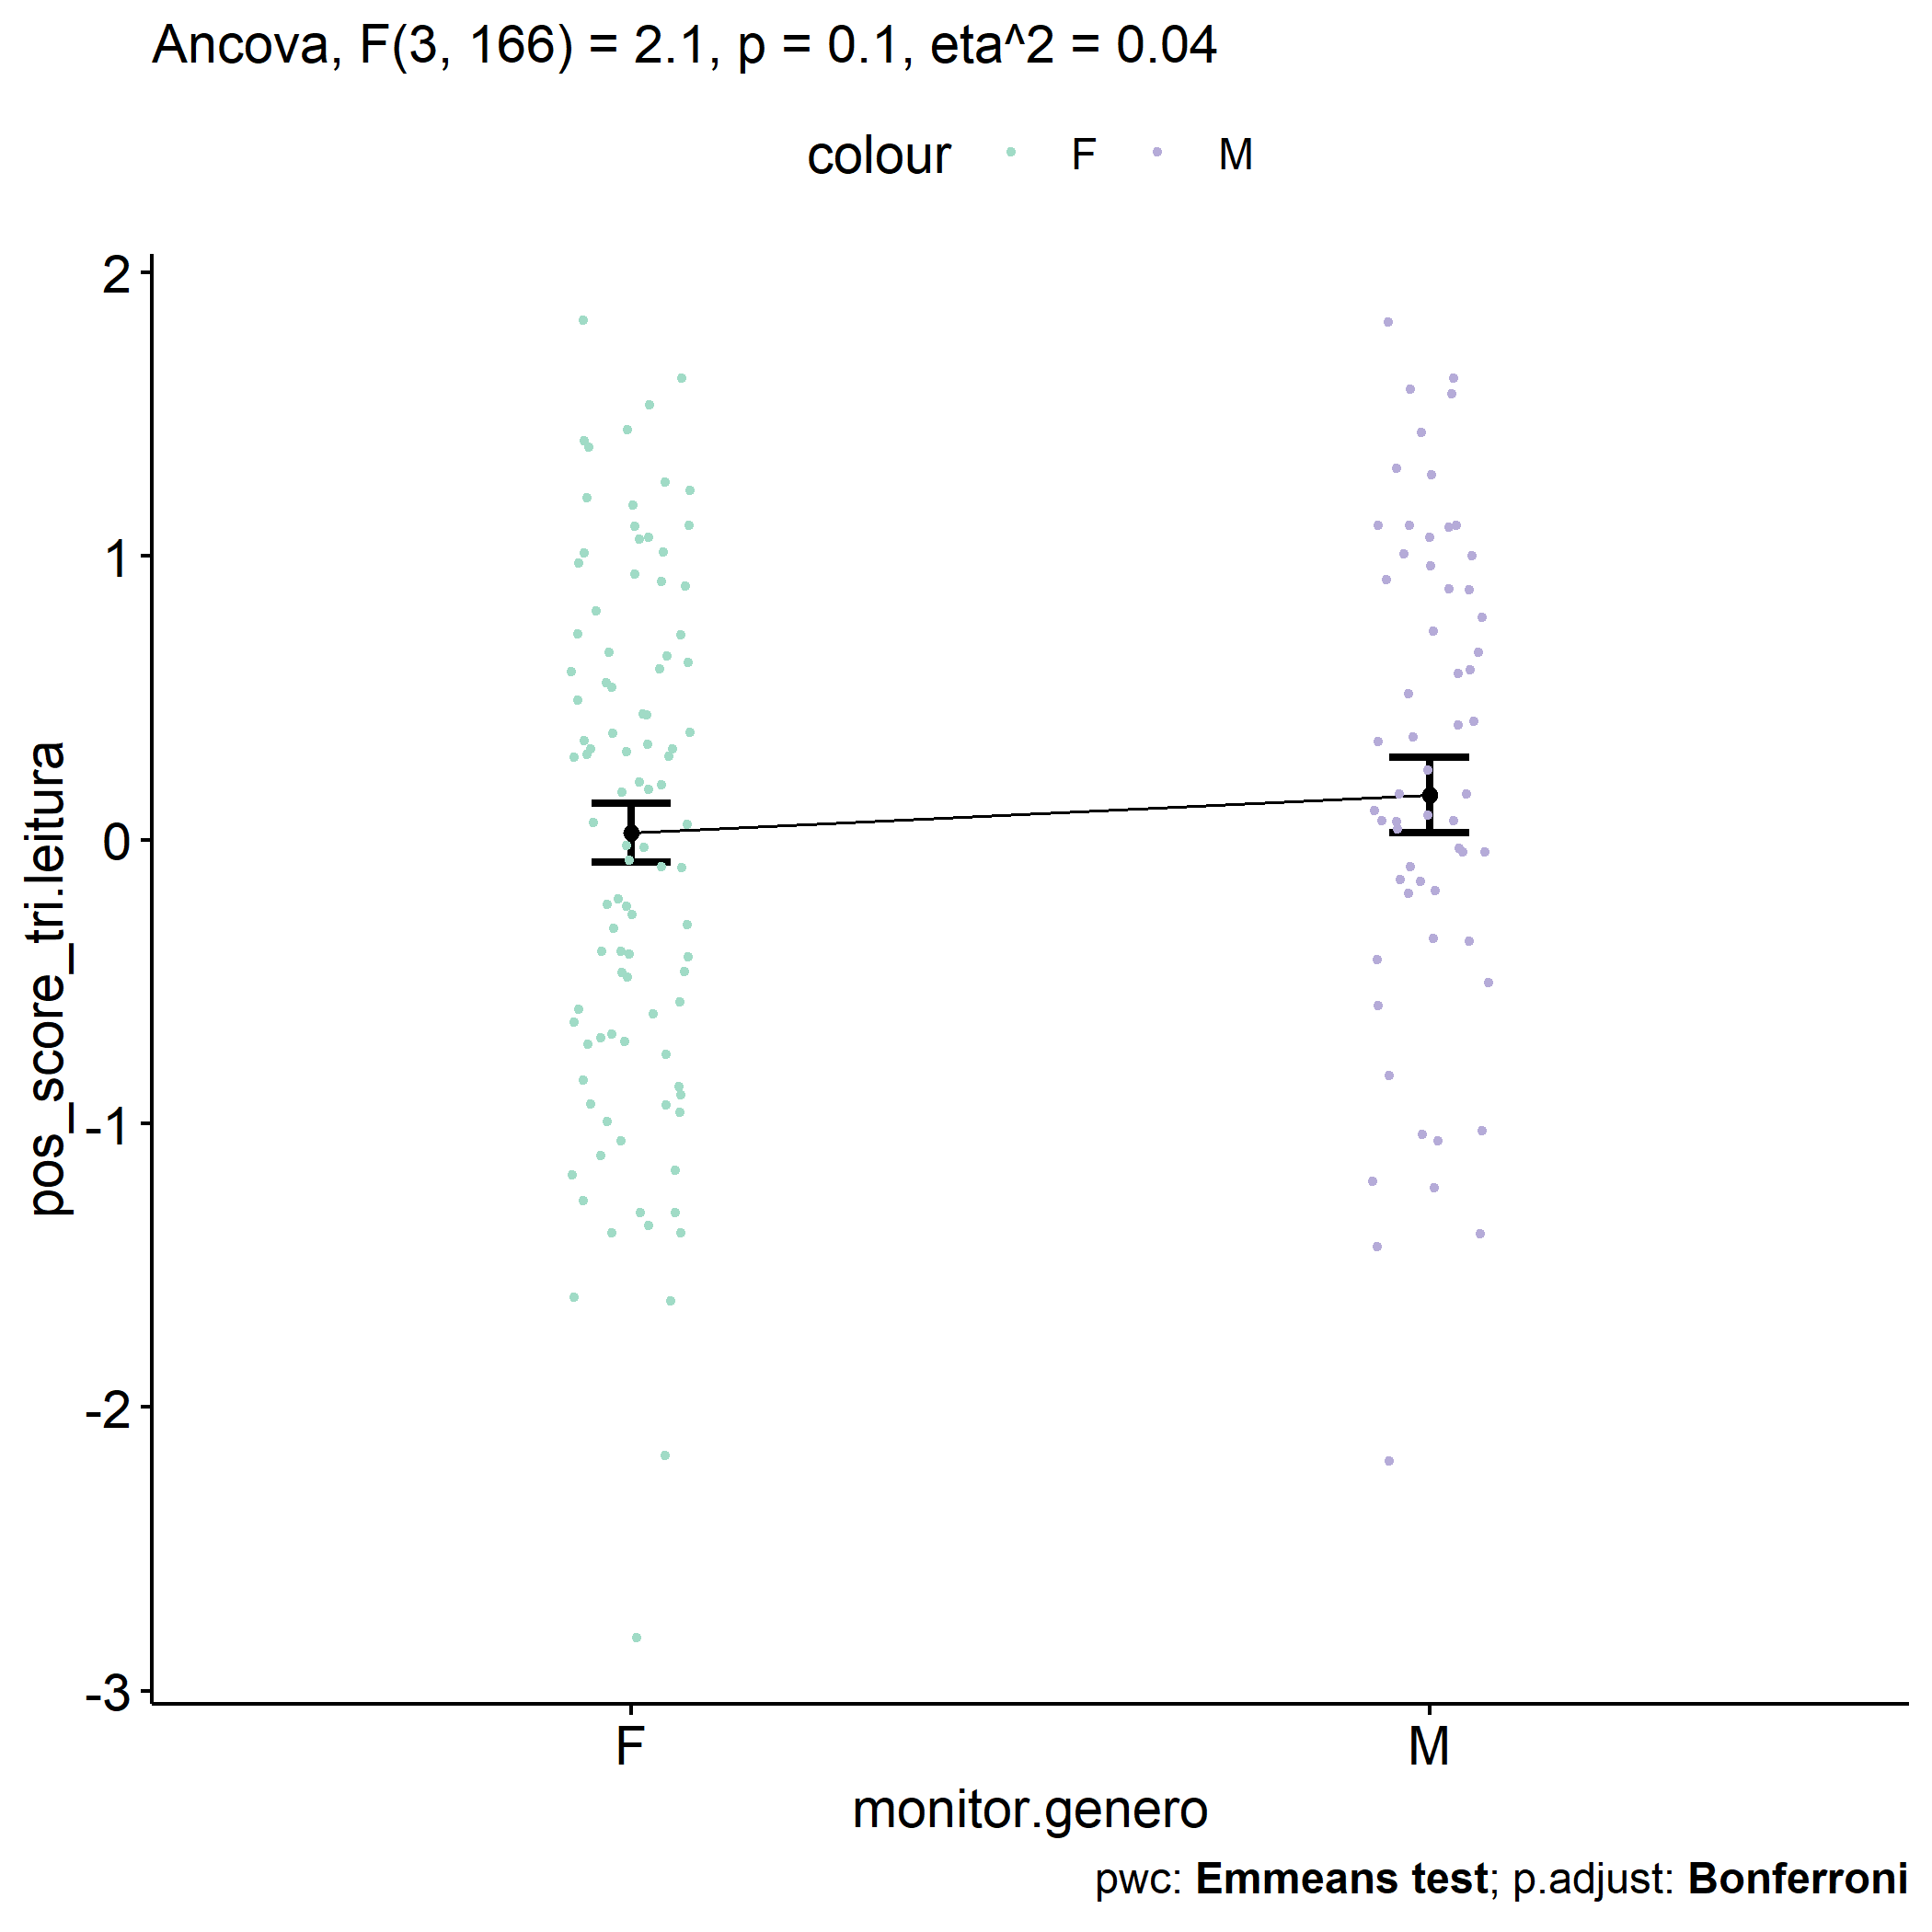 Ancova, F(3, 166) = 2.1, p = 0.1, eta^2 = 0.04
colour F M
2
1
0
-1
-2
-3
pos_score_tri.leitura
F M
monitor.genero
pwc: Emmeans test; p.adjust: Bonferroni